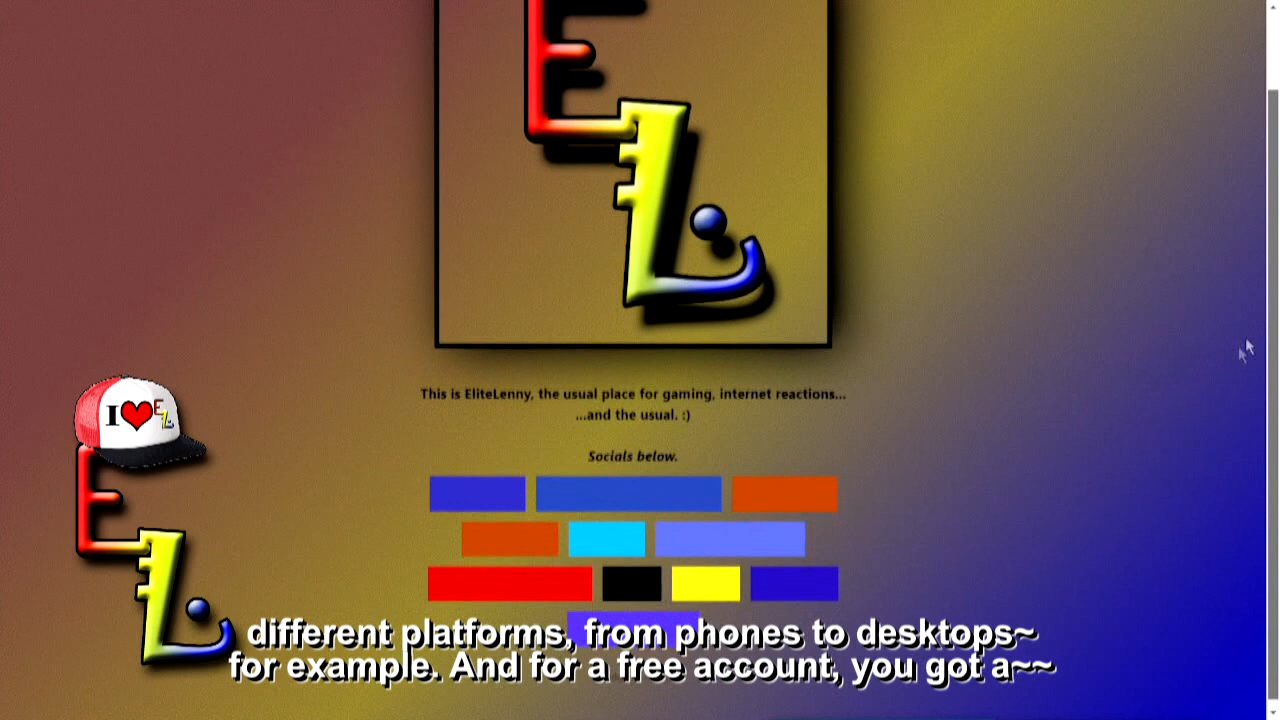 E
L
This is EliteLenny, the usual place for gaming, internet reactions...
...and the usual. :)
I❤EL
Socials below.
E
L
different platforms, from phones to desktops~
for example. And for a free account, you got a~~